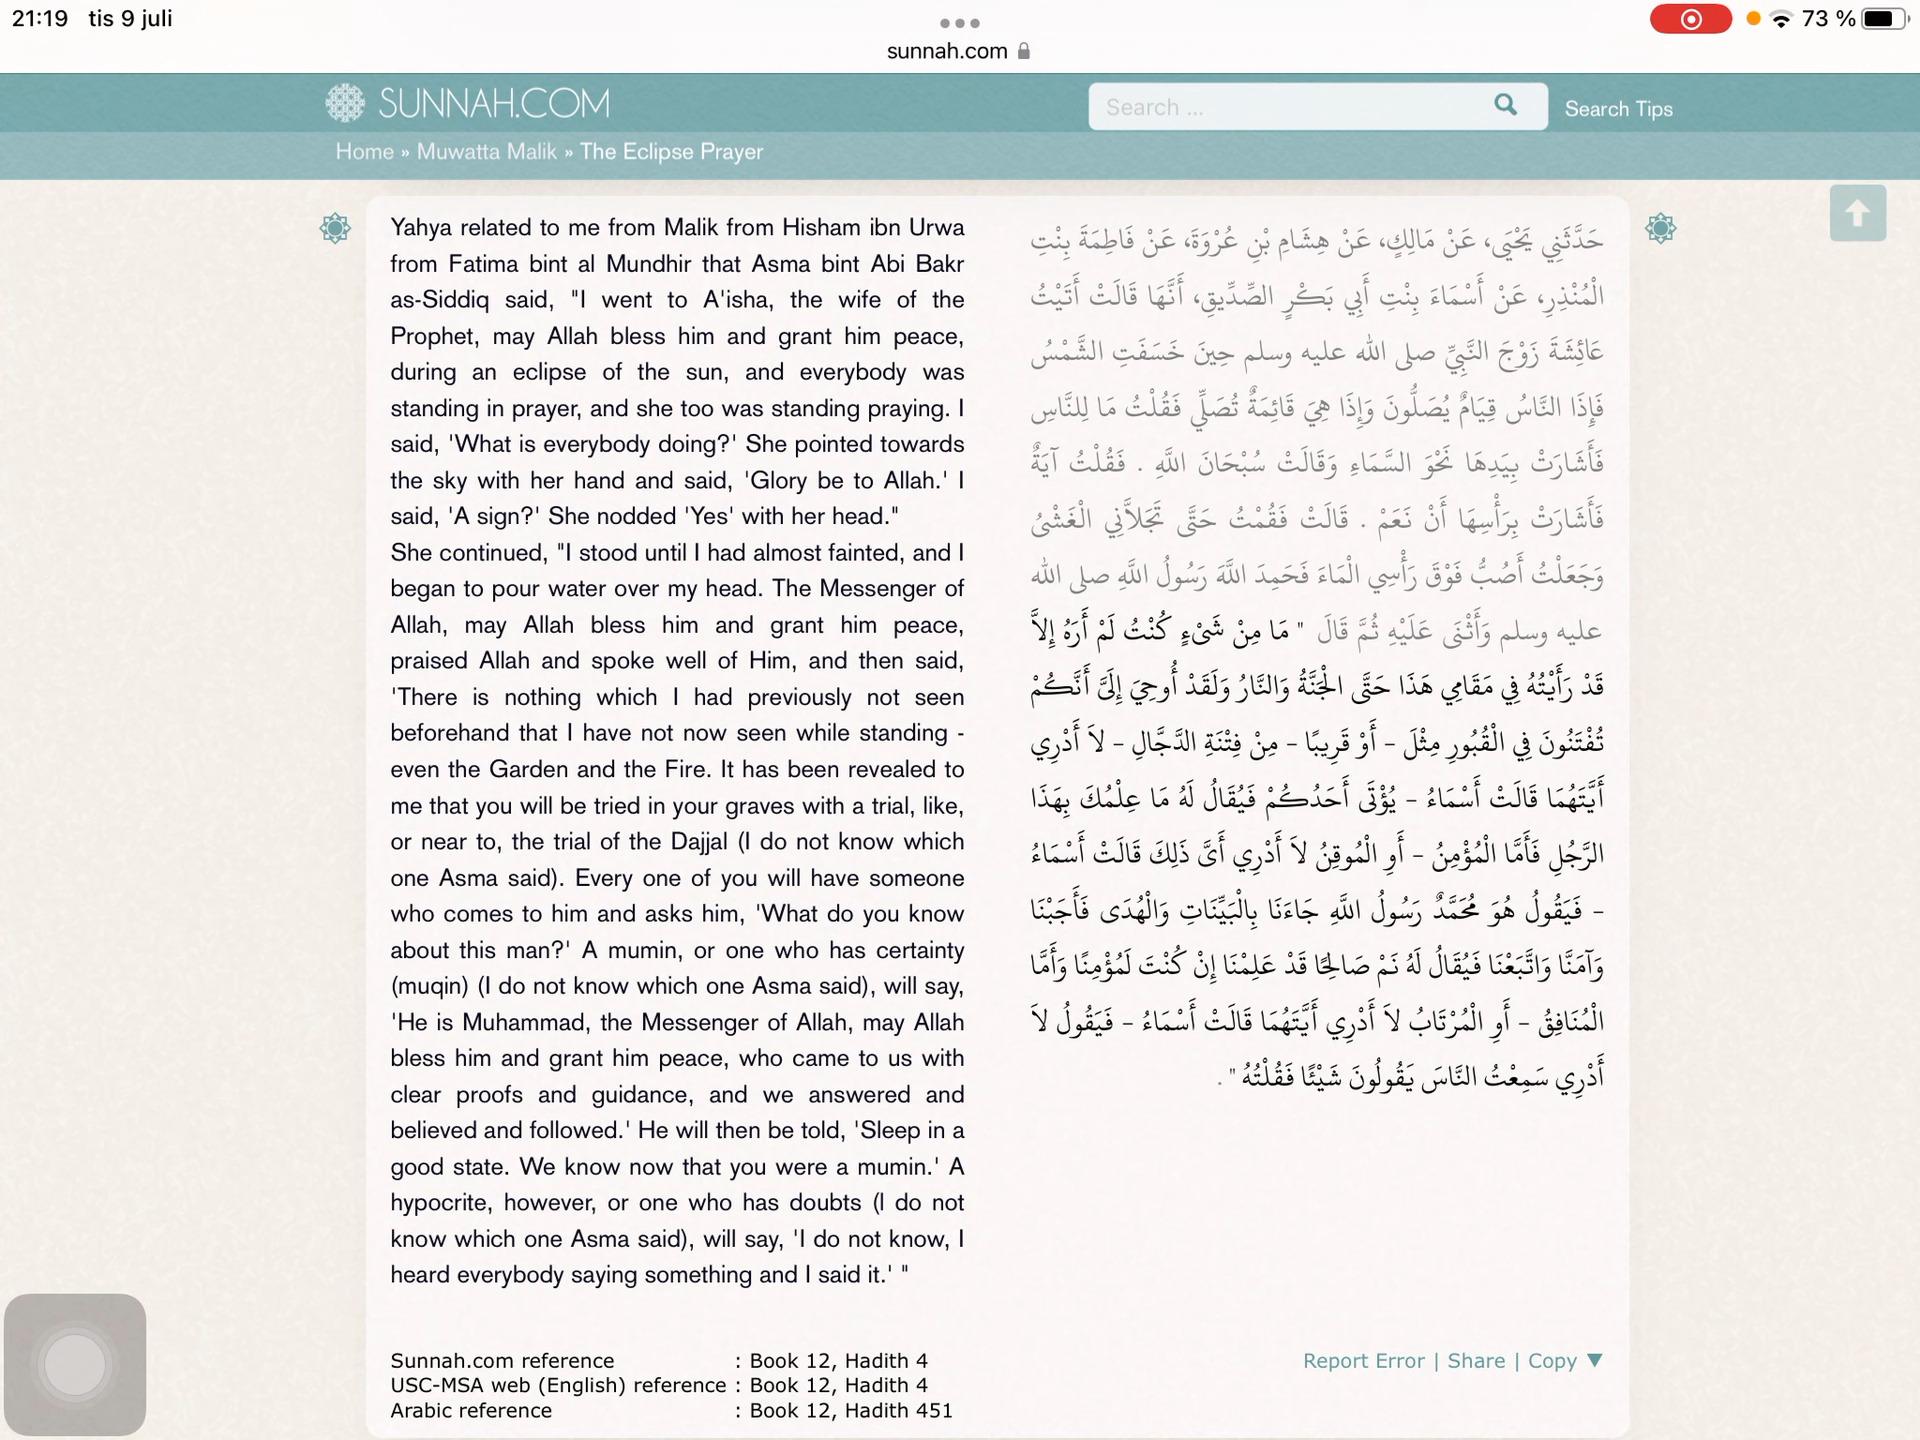 21:19 tis 9 juli
sunnah.com
73 %
SUNNAH.COM
Search ...
Search Tips
Home » Muwatta Malik » The Eclipse Prayer
Yahya related to me from Malik from Hisham ibn Urwa
from Fatima bint al Mundhir that Asma bint Abi Bakr
as-Siddiq said, "I went to A'isha, the wife of the
Prophet, may Allah bless him and grant him peace,
during an eclipse of the sun, and everybody was
standing in prayer, and she too was standing praying. I
said, 'What is everybody doing?' She pointed towards
the sky with her hand and said, 'Glory be to Allah.' I
said, 'A sign?' She nodded 'Yes' with her head."
She continued, "I stood until I had almost fainted, and I
began to pour water over my head. The Messenger of
Allah, may Allah bless him and grant him peace,
praised Allah and spoke well of Him, and then said,
'There is nothing which I had previously not seen
beforehand that I have not now seen while standing -
even the Garden and the Fire. It has been revealed to
me that you will be tried in your graves with a trial, like,
or near to, the trial of the Dajjal (I do not know which
one Asma said). Every one of you will have someone
who comes to him and asks him, 'What do you know
about this man?' A mumin, or one who has certainty
(muqin) (I do not know which one Asma said), will say,
'He is Muhammad, the Messenger of Allah, may Allah
bless him and grant him peace, who came to us with
clear proofs and guidance, and we answered and
believed and followed.' He will then be told, 'Sleep in a
good state. We know now that you were a mumin.' A
hypocrite, however, or one who has doubts (I do not
know which one Asma said), will say, 'I do not know, I
heard everybody saying something and I said it.' "
حَدَّثَنِي يَحْيَى، عَنْ مَالِكٍ، عَنْ هِشَامِ بْنِ عُرْوَةَ، عَنْ فَاطِمَةَ بِنْتِ
الْمُنْذِرِ، عَنْ أَسْمَاءَ بِنْتِ أَبِي بَكْرٍ الصِّدِّيقِ، أَنَّهَا قَالَتْ أَتَيْتُ
عَائِشَةَ زَوْجَ النَّبِيِّ صلى الله عليه وسلم حِينَ خَسَفَتِ الشَّمْسُ
فَإِذَا النَّاسُ قِيَامٌ يُصَلُّونَ وَإِذَا هِيَ قَائِمَةٌ تُصَلِّي فَقُلْتُ مَا لِلنَّاسِ
فَأَشَارَتْ بِيَدِهَا نَحْوَ السَّمَاءِ وَقَالَتْ سُبْحَانَ اللَّهِ . فَقُلْتُ آيَةٌ
فَأَشَارَتْ بِرَأْسِهَا أَنْ نَعَمْ . قَالَتْ فَقُمْتُ حَتَّى تَجَلاَّنِي الْغَشْىُ
وَجَعَلْتُ أَصُبُّ فَوْقَ رَأْسِي الْمَاءَ فَحَمِدَ اللَّهَ رَسُولُ اللَّهِ صلى الله
عليه وسلم وَأَثْنَى عَلَيْهِ ثُمَّ قَالَ " مَا مِنْ شَىْءٍ كُنْتُ لَمْ أَرَهُ إِلاَّ
قَدْ رَأَيْتُهُ فِي مَقَامِي هَذَا حَتَّى الْجَنَّةُ وَالنَّارُ وَلَقَدْ أُوحِيَ إِلَىَّ أَنَّكُمْ
تُفْتَنُونَ فِي الْقُبُورِ مِثْلَ - أَوْ قَرِيبًا - مِنْ فِتْنَةِ الدَّجَّالِ - لاَ أَدْرِي
أَيَّتَهُمَا قَالَتْ أَسْمَاءُ - يُؤْتَى أَحَدُكُمْ فَيُقَالُ لَهُ مَا عِلْمُكَ بِهَذَا
الرَّجُلِ فَأَمَّا الْمُؤْمِنُ - أَوِ الْمُوقِنُ لاَ أَدْرِي أَىَّ ذَلِكَ قَالَتْ أَسْمَاءُ
- فَيَقُولُ هُوَ مُحَمَّدٌ رَسُولُ اللَّهِ جَاءَنَا بِالْبَيِّنَاتِ وَالْهُدَى فَأَجَبْنَا
وَآمَنَّا وَاتَّبَعْنَا فَيُقَالُ لَهُ نَمْ صَالِحًا قَدْ عَلِمْنَا إِنْ كُنْتَ لَمُؤْمِنًا وَأَمَّا
الْمُنَافِقُ - أَوِ الْمُرْتَابُ لاَ أَدْرِي أَيَّتَهُمَا قَالَتْ أَسْمَاءُ - فَيَقُولُ لاَ
أَدْرِي سَمِعْتُ النَّاسَ يَقُولُونَ شَيْئًا فَقُلْتُهُ " .
Sunnah.com reference : Book 12, Hadith 4
USC-MSA web (English) reference : Book 12, Hadith 4
Arabic reference : Book 12, Hadith 451
Report Error | Share | Copy ▼